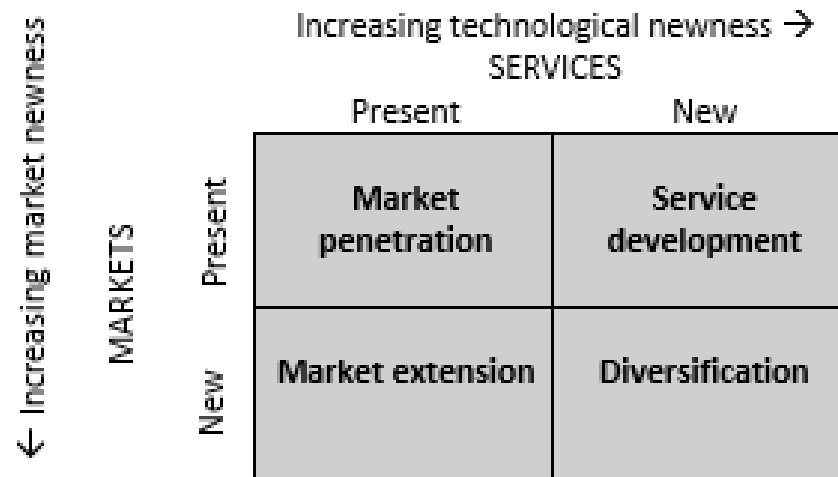 Increasing technological newness →
SERVICES
Present
New
← Increasing market newness
MARKETS
Present
Market
penetration
Service
development
New
Market extension
Diversification